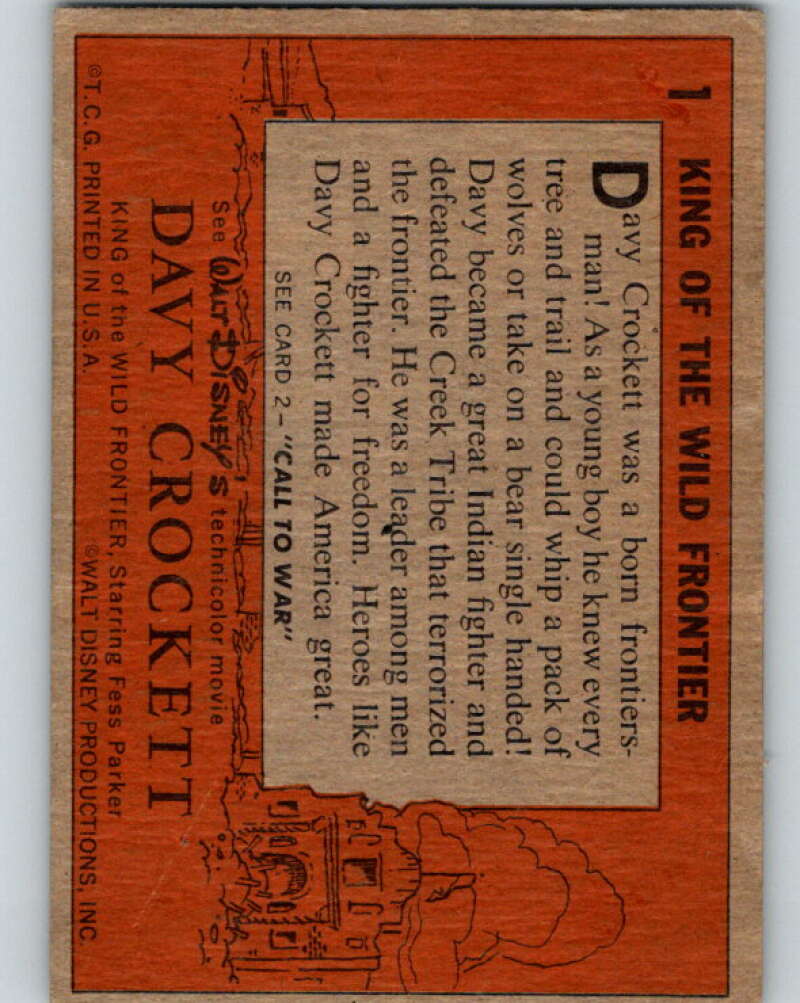 1 KING OF THE WILD FRONTIER
Davy Crockett was a born frontiers-
man! As a young boy he knew every
tree and trail and could whip a pack of
wolves or take on a bear single handed!
Davy became a great Indian fighter and
defeated the Creek Tribe that terrorized
the frontier. He was a leader among men
and a fighter for freedom. Heroes like
Davy Crockett made America great.
SEE CARD 2-"CALL TO WAR"
See WALT DISNEY'S technicolor movie
DAVY CROCKETT
KING of the WILD FRONTIER, Starring Fess Parker
©T.C.G. PRINTED IN U.S.A. ©WALT DISNEY PRODUCTIONS, INC.